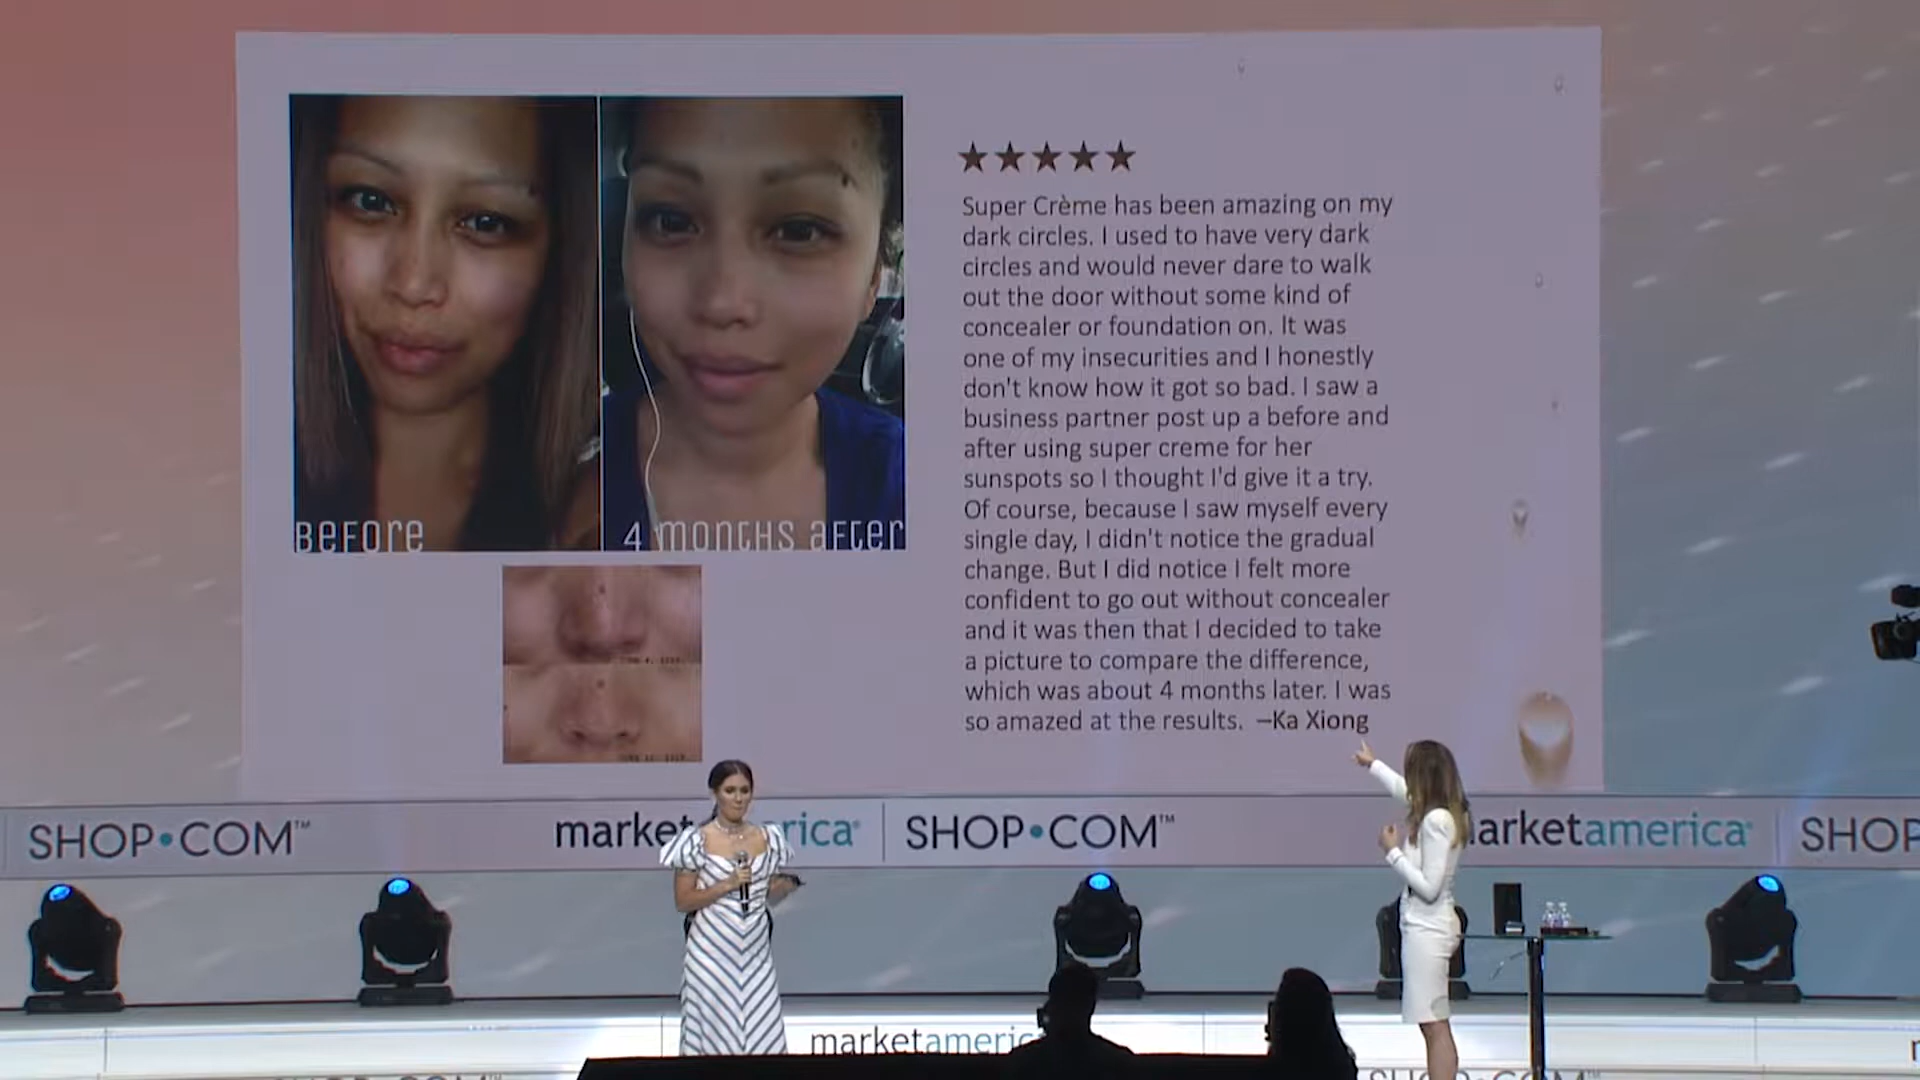 Super Crème has been amazing on my
dark circles. I used to have very dark
circles and would never dare to walk
out the door without some kind of
concealer or foundation on. It was
one of my insecurities and I honestly
don't know how it got so bad. I saw a
business partner post up a before and
after using super creme for her
sunspots so I thought I'd give it a try.
Of course, because I saw myself every
single day, I didn't notice the gradual
change. But I did notice I felt more
confident to go out without concealer
and it was then that I decided to take
a picture to compare the difference,
which was about 4 months later. I was
so amazed at the results. –Ka Xiong
BEFORE
4 MONTHS AFTER
SHOP•COM™
market rica
SHOP•COM™
arketamerica
SHOP
marketameric